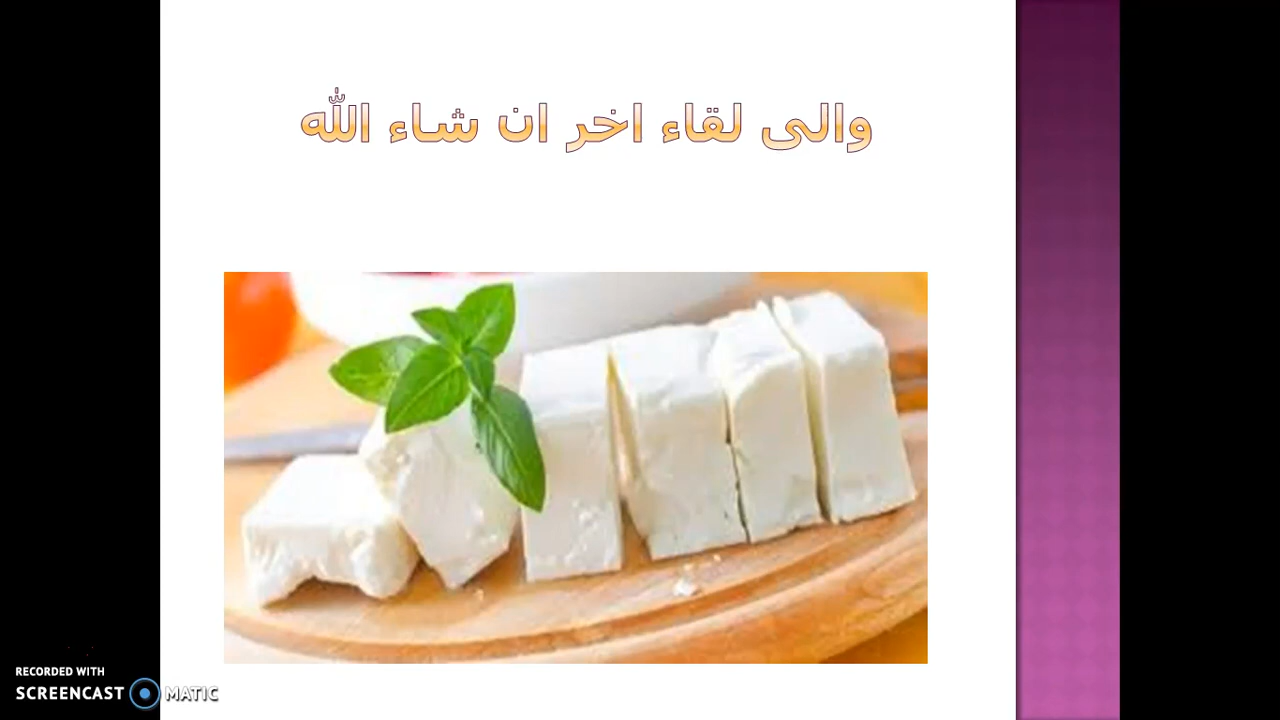 والى لقاء اخر ان شاء الله
RECORDED WITH
SCREENCAST MATIC